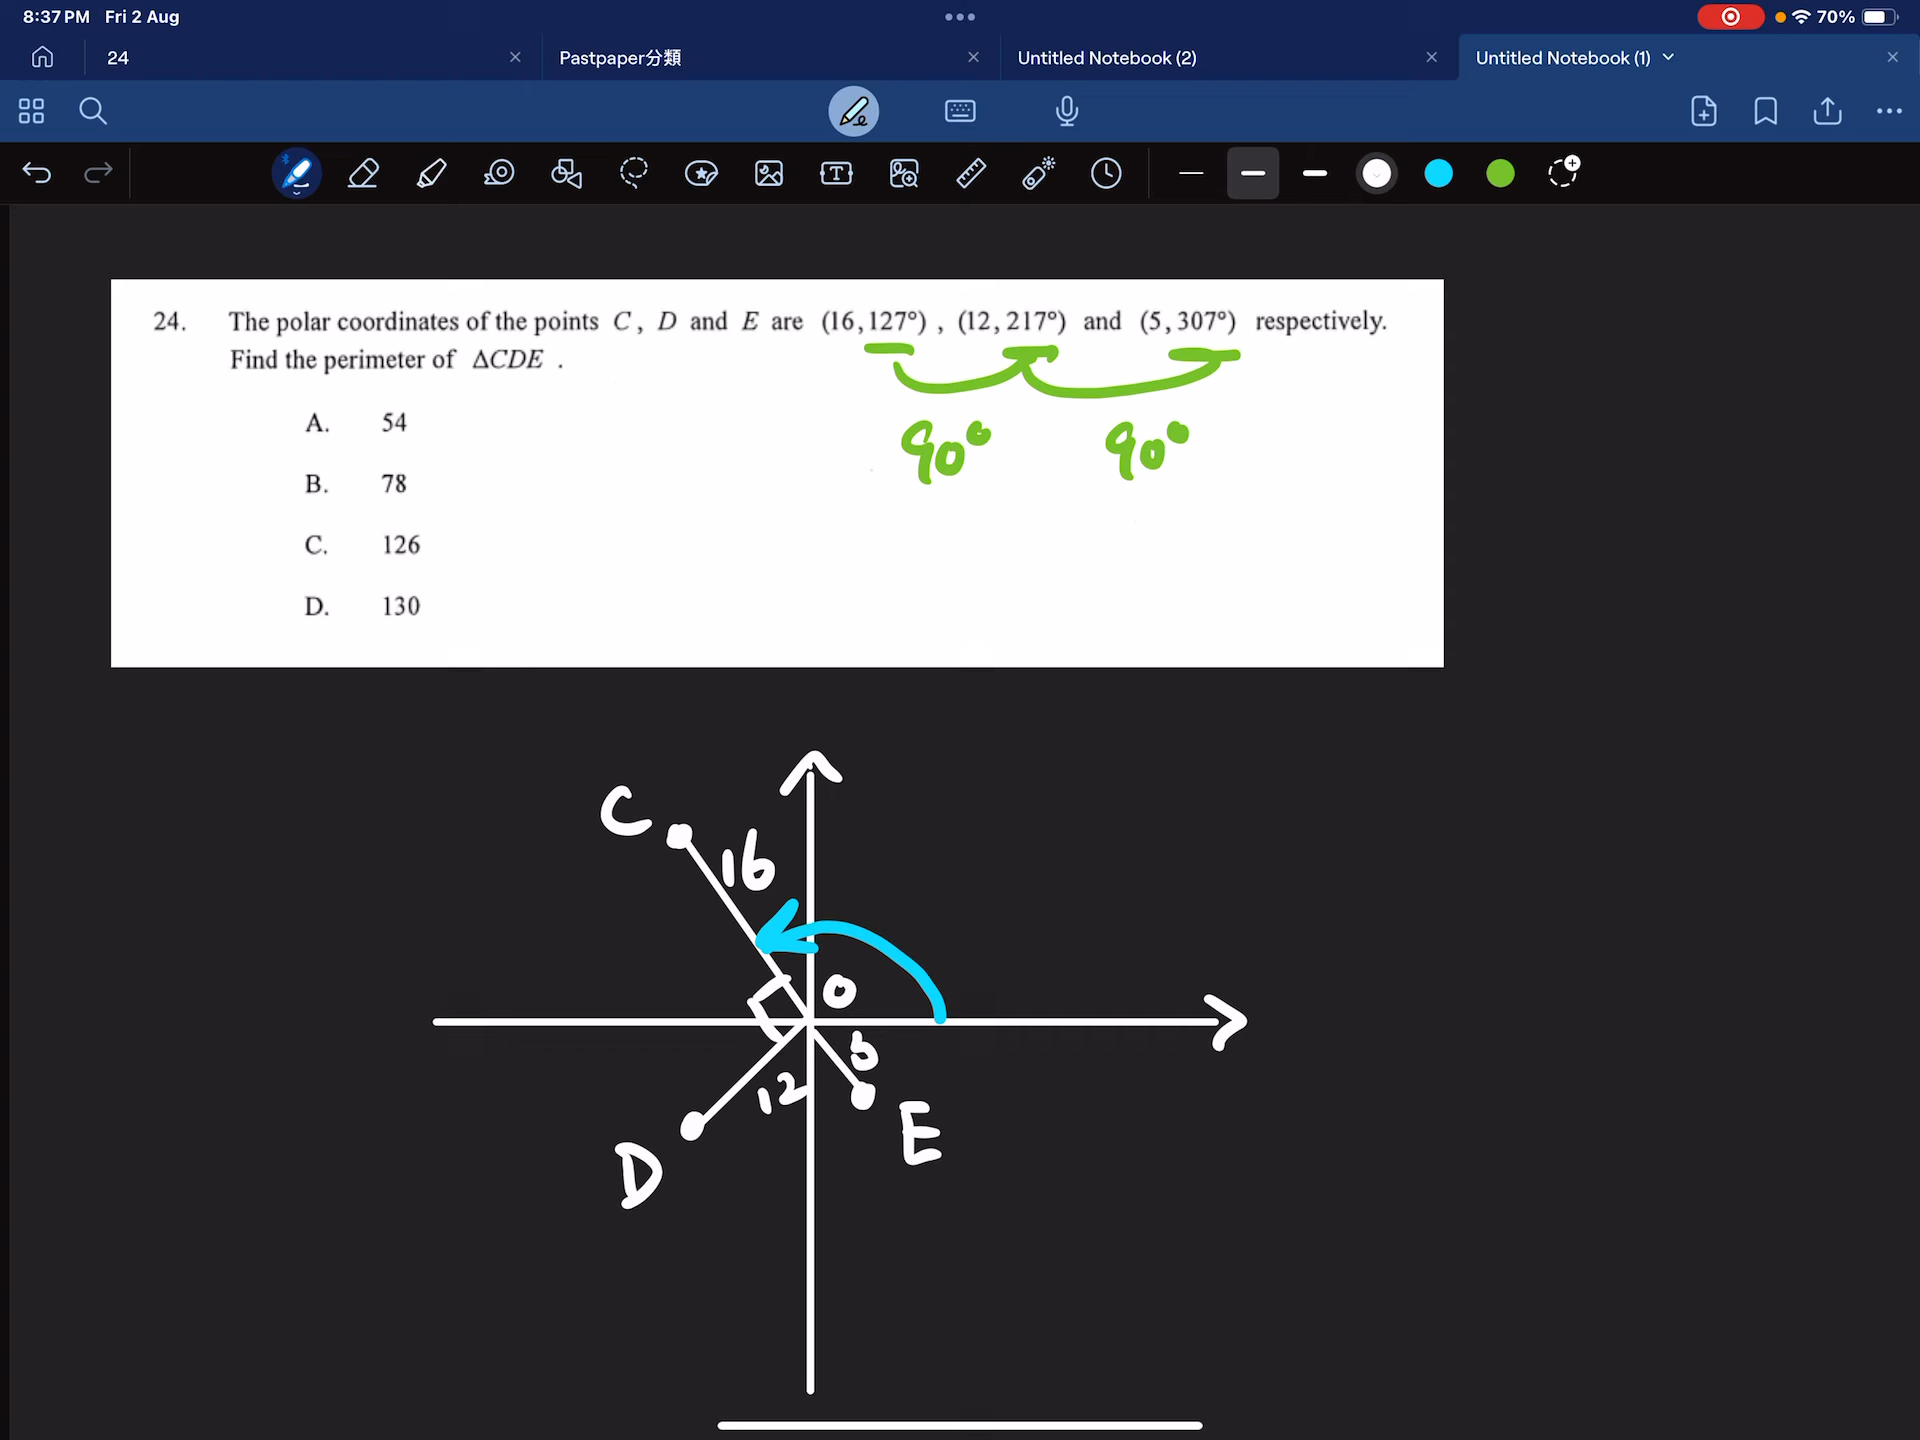 8:37 PM Fri 2 Aug
70%
24
Pastpaper分類
Untitled Notebook (2)
Untitled Notebook (1)
24. The polar coordinates of the points C, D and E are (16, 127°), (12, 217°) and (5, 307°) respectively.
Find the perimeter of ΔCDE .
A. 54
90° 90°
B. 78
C. 126
D. 130
C
16
0
5
12
E
D